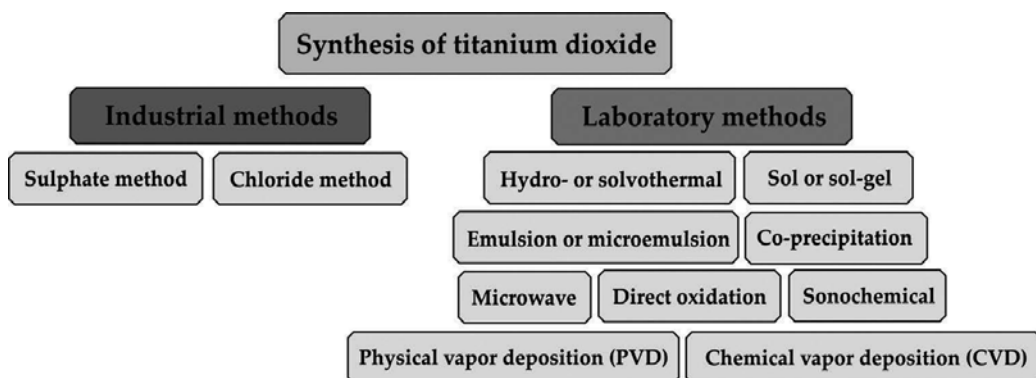 Synthesis of titanium dioxide
Industrial methods
Laboratory methods
Sulphate method
Chloride method
Hydro- or solvothermal
Sol or sol-gel
Emulsion or microemulsion
Co-precipitation
Microwave
Direct oxidation
Sonochemical
Physical vapor deposition (PVD)
Chemical vapor deposition (CVD)